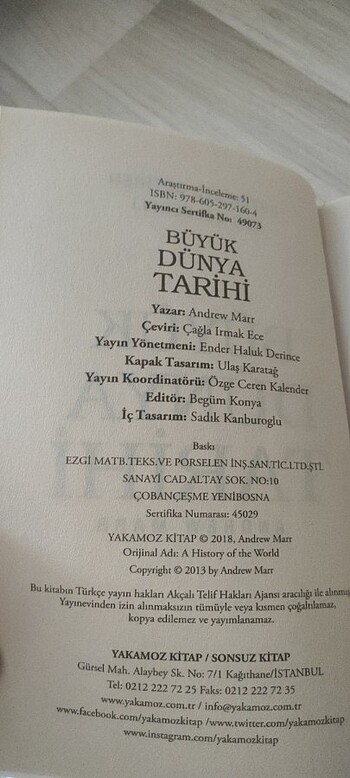 Araştırma-İnceleme: 51
ISBN: 978-605-297-160-4
Yayıncı Sertifka No: 49073
BÜYÜK
DÜNYA
TARİHİ
Yazar: Andrew Marr
Çeviri: Çağla Irmak Ece
Yayın Yönetmeni: Ender Haluk Derince
Kapak Tasarım: Ulaş Karatağ
Yayın Koordinatörü: Özge Ceren Kalender
Editör: Begüm Konya
İç Tasarım: Sadık Kanburoglu
Baskı
EZGİ MATB.TEKS.VE PORSELEN İNŞ.SAN.TİC.LTD.ŞTİ.
SANAYİ CAD.ALTAY SOK. NO:10
ÇOBANÇEŞME YENİBOSNA
Sertifika Numarası: 45029
YAKAMOZ KİTAP © 2018, Andrew Marr
Orijinal Adı: A History of the World
Copyright © 2013 by Andrew Marr
Bu kitabın Türkçe yayın hakları Akçalı Telif Hakları Ajansı aracılığı ile alınmış
Yayınevinden izin alınmaksızın tümüyle veya kısmen çoğaltılamaz,
kopya edilemez ve yayımlanamaz.
YAKAMOZ KİTAP / SONSUZ KİTAP
Gürsel Mah. Alaybey Sk. No: 7/1 Kağıthane/İSTANBUL
Tel: 0212 222 72 25 Faks: 0212 222 72 35
www.yakamoz.com.tr / info@yakamoz.com.tr
www.facebook.com/yakamozkitap /www.twitter.com/yakamozkitap
www.instagram.com/yakamozkitap